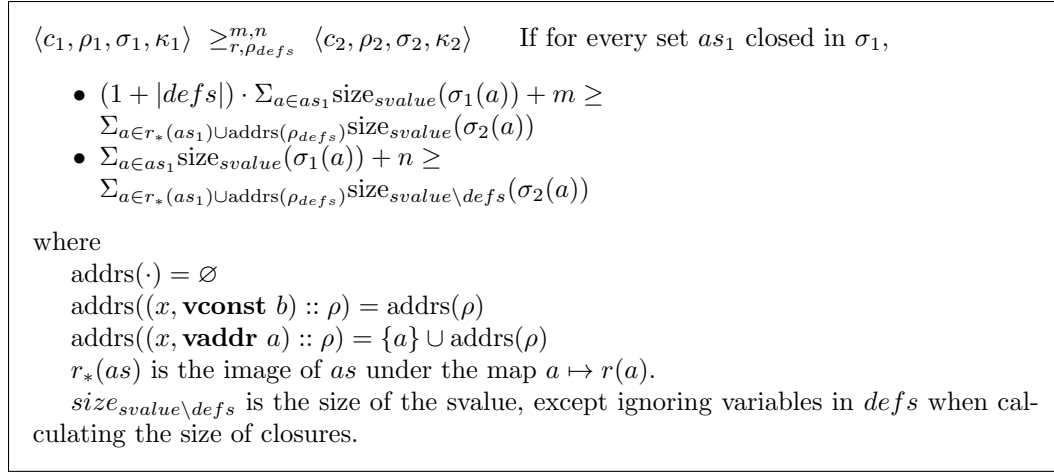 ⟨c₁, ρ₁, σ₁, κ₁⟩ ≥^{m,n}_{r,ρ_{defs}} ⟨c₂, ρ₂, σ₂, κ₂⟩ If for every set as₁ closed in σ₁,
• (1 + |defs|) · Σ_{a∈as₁}size_{svalue}(σ₁(a)) + m ≥
Σ_{a∈r_*(as₁)∪addrs(ρ_{defs})}size_{svalue}(σ₂(a))
• Σ_{a∈as₁}size_{svalue}(σ₁(a)) + n ≥
Σ_{a∈r_*(as₁)∪addrs(ρ_{defs})}size_{svalue\defs}(σ₂(a))
where
addrs(·) = ∅
addrs((x, vconst b) :: ρ) = addrs(ρ)
addrs((x, vaddr a) :: ρ) = {a} ∪ addrs(ρ)
r_*(as) is the image of as under the map a ↦ r(a).
size_{svalue\defs} is the size of the svalue, except ignoring variables in defs when cal-
culating the size of closures.